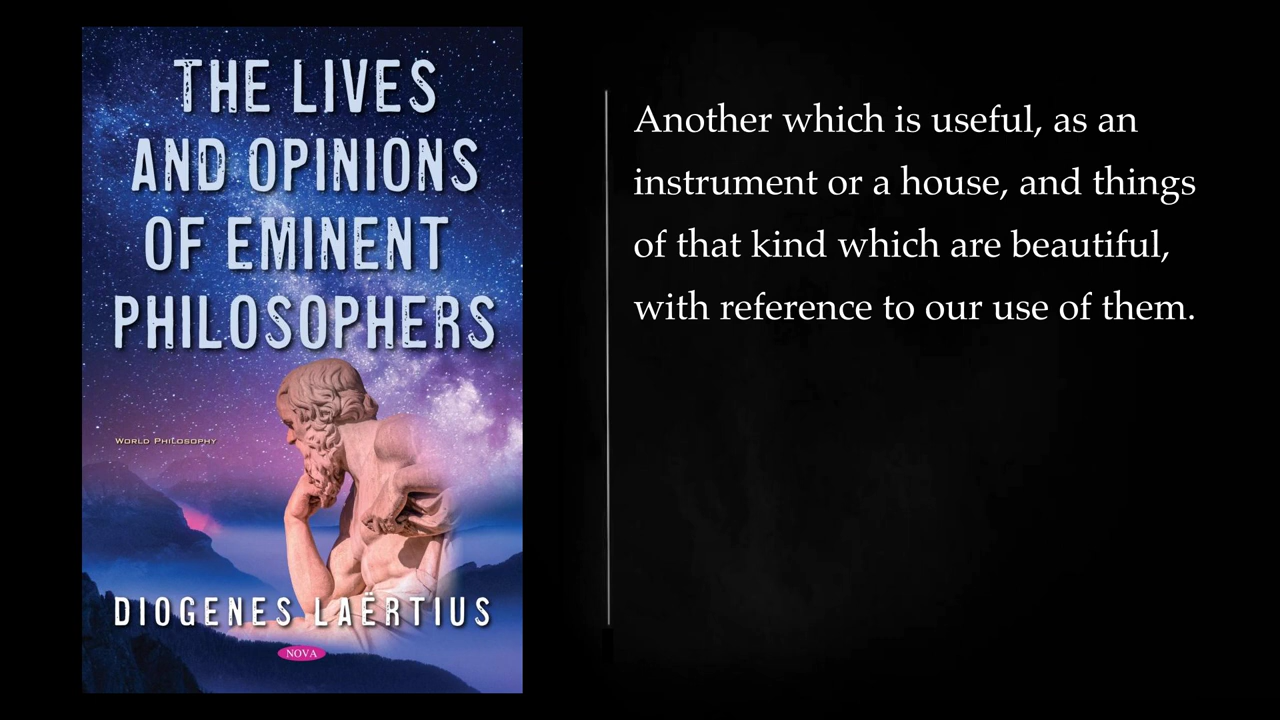 THE LIVES
AND OPINIONS
OF EMINENT
PHILOSOPHERS
WORLD PHILOSOPHY
DIOGENES LAËRTIUS
NOVA
Another which is useful, as an
instrument or a house, and things
of that kind which are beautiful,
with reference to our use of them.